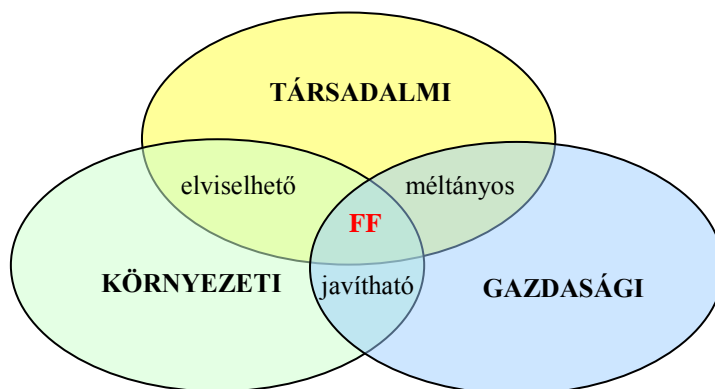 TÁRSADALMI
elviselhető
méltányos
FF
KÖRNYEZETI
javítható
GAZDASÁGI